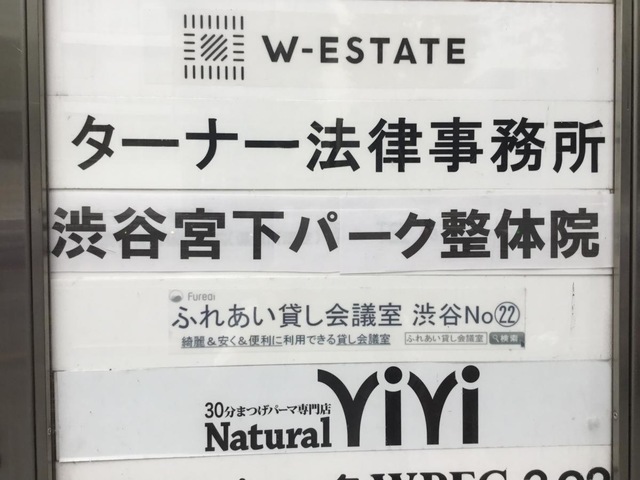 W-ESTATE
ターナー法律事務所
渋谷宮下パーク整体院
Fureai
ふれあい貸し会議室 渋谷No㉒
綺麗&安く&便利に利用できる貸し会議室 ふれあい貸し会議室 検索
30分まつげパーマ専門店
Natural ViVi